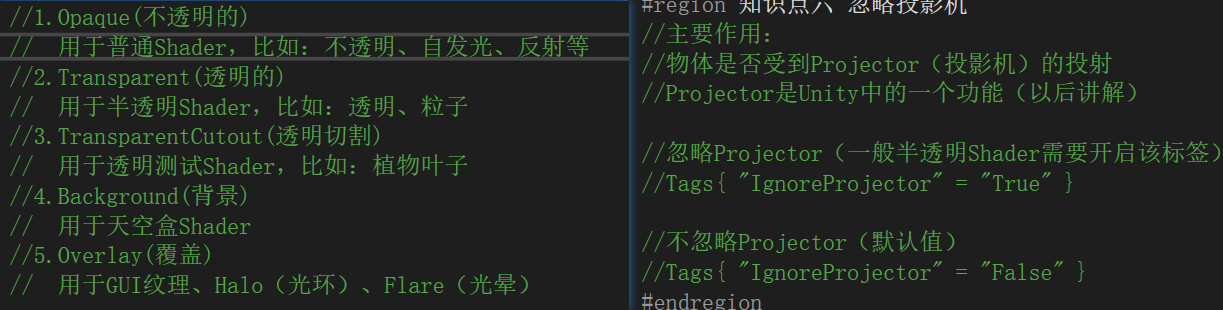 //1.Opaque(不透明的)
//  用于普通Shader，比如：不透明、自发光、反射等
//2.Transparent(透明的)
//  用于半透明Shader，比如：透明、粒子
//3.TransparentCutout(透明切割)
//  用于透明测试Shader，比如：植物叶子
//4.Background(背景)
//  用于天空盒Shader
//5.Overlay(覆盖)
//  用于GUI纹理、Halo（光环）、Flare（光晕）
#region 知识点六 忽略投影机
//主要作用：
//物体是否受到Projector（投影机）的投射
//Projector是Unity中的一个功能（以后讲解）
//忽略Projector（一般半透明Shader需要开启该标签）
//Tags{ "IgnoreProjector" = "True" }
//不忽略Projector（默认值）
//Tags{ "IgnoreProjector" = "False" }
#endregion